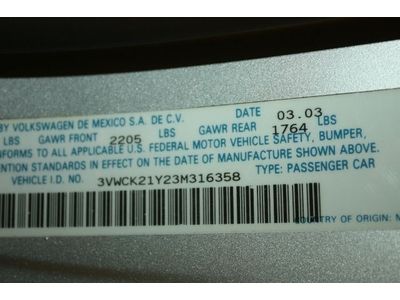 BY VOLKSWAGEN DE MEXICO S.A. DE C.V. DATE 03.03
LBS GAWR FRONT 2205 LBS GAWR REAR 1764 LBS
NFORMS TO ALL U.S. FEDERAL MOTOR VEHICLE SAFETY, BUMPER,
ENTION STANDARDS IN EFFECT ON THE DATE OF MANUFACTURE SHOWN ABOVE.
VEHICLE I.D. NO. 3VWCK21Y23M316358 TYPE: PASSENGER CAR
COUNTRY OF ORIGIN: M